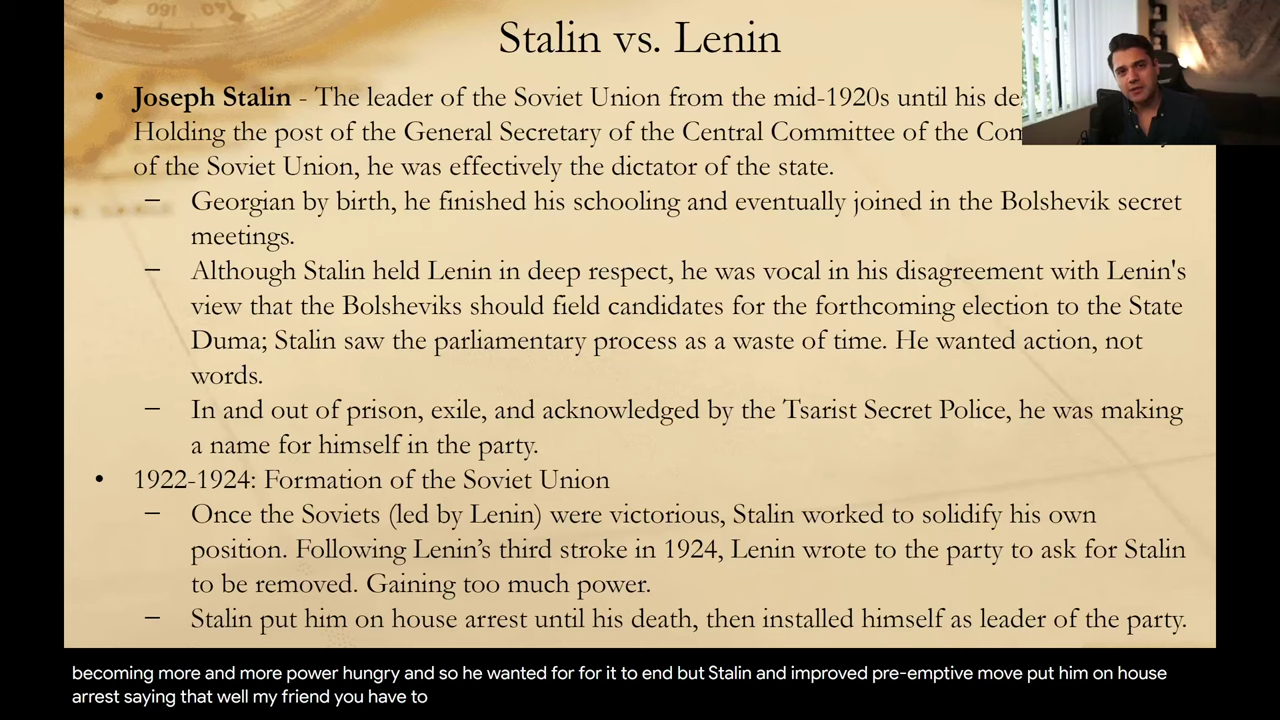 Stalin vs. Lenin
• Joseph Stalin - The leader of the Soviet Union from the mid-1920s until his
Holding the post of the General Secretary of the Central Committee of the
of the Soviet Union, he was effectively the dictator of the state.
– Georgian by birth, he finished his schooling and eventually joined in the Bolshevik secret
meetings.
– Although Stalin held Lenin in deep respect, he was vocal in his disagreement with Lenin's
view that the Bolsheviks should field candidates for the forthcoming election to the State
Duma; Stalin saw the parliamentary process as a waste of time. He wanted action, not
words.
– In and out of prison, exile, and acknowledged by the Tsarist Secret Police, he was making
a name for himself in the party.
• 1922-1924: Formation of the Soviet Union
– Once the Soviets (led by Lenin) were victorious, Stalin worked to solidify his own
position. Following Lenin’s third stroke in 1924, Lenin wrote to the party to ask for Stalin
to be removed. Gaining too much power.
– Stalin put him on house arrest until his death, then installed himself as leader of the party.
becoming more and more power hungry and so he wanted for for it to end but Stalin and improved pre-emptive move put him on house
arrest saying that well my friend you have to